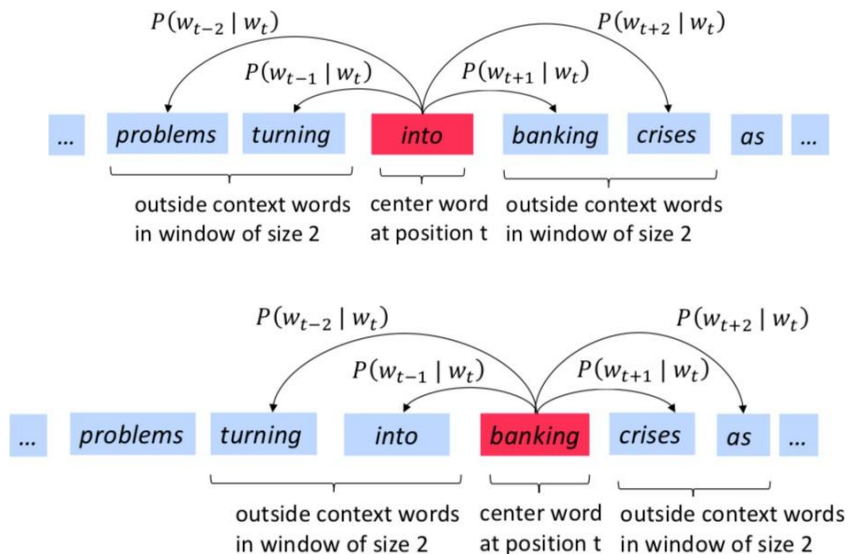 P(w_{t−2} | w_t) P(w_{t+2} | w_t)
P(w_{t−1} | w_t) P(w_{t+1} | w_t)
... problems turning into banking crises as ...
outside context words center word outside context words
in window of size 2 at position t in window of size 2
P(w_{t−2} | w_t) P(w_{t+2} | w_t)
P(w_{t−1} | w_t) P(w_{t+1} | w_t)
... problems turning into banking crises as ...
outside context words center word outside context words
in window of size 2 at position t in window of size 2